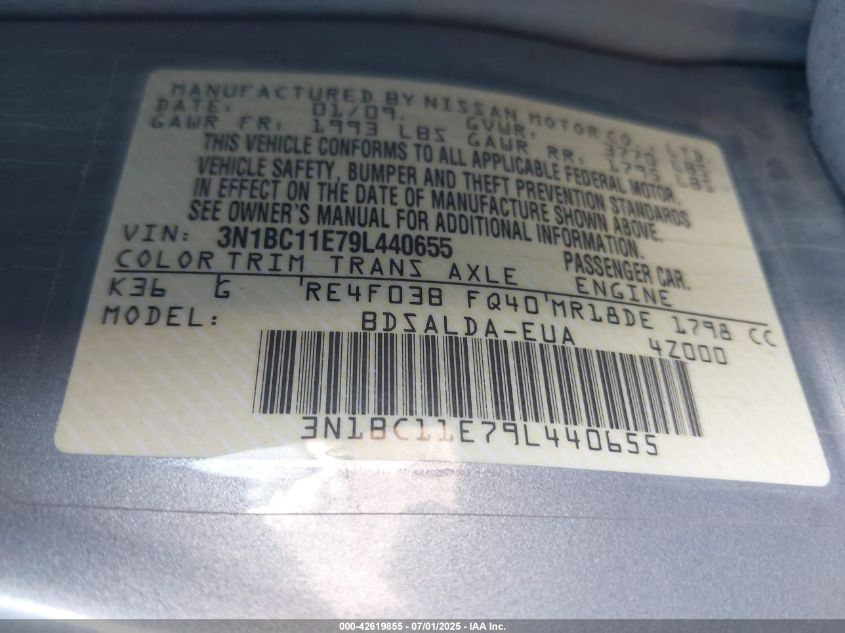 MANUFACTURED BY NISSAN MOTOR CO., LTD.
DATE: 01/09. GVWR: 3770 LBS
GAWR FR: 1993 LBS GAWR RR: 1795 LBS
THIS VEHICLE CONFORMS TO ALL APPLICABLE FEDERAL MOTOR
VEHICLE SAFETY, BUMPER AND THEFT PREVENTION STANDARDS
IN EFFECT ON THE DATE OF MANUFACTURE SHOWN ABOVE.
SEE OWNER'S MANUAL FOR ADDITIONAL INFORMATION.
VIN: 3N1BC11E79L440655 PASSENGER CAR.
COLOR TRIM TRANS AXLE ENGINE
K36 G RE4F03B FQ40 MR18DE 1798 CC
MODEL: BDSALDA-EUA 4Z000
3N1BC11E79L440655
000-42619855 - 07/01/2025 - IAA Inc.